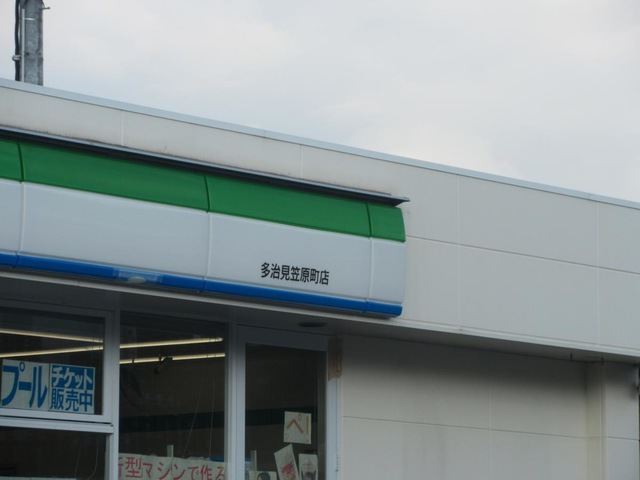 多治見笠原町店
プール
チケット
販売中
新型マシンで作る